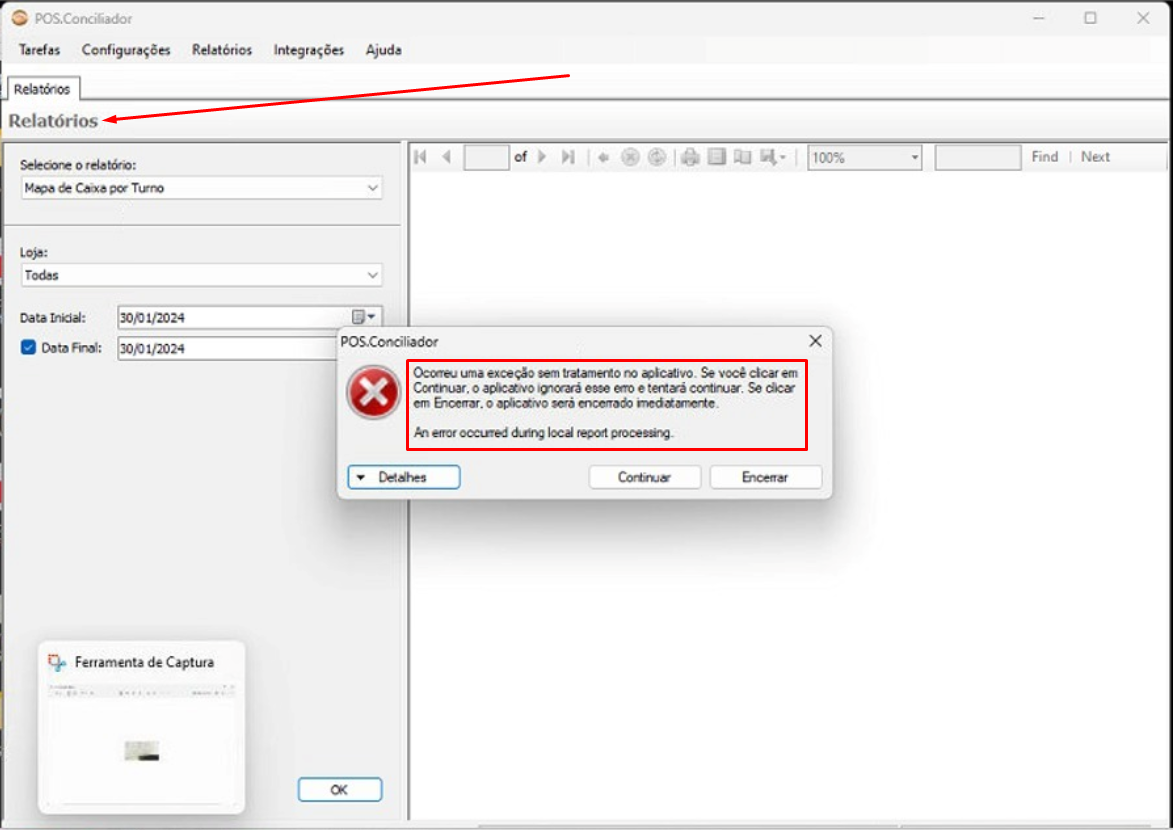 POS.Conciliador
Tarefas Configurações Relatórios Integrações Ajuda
Relatórios
Relatórios
Selecione o relatório:
Mapa de Caixa por Turno
Loja:
Todas
Data Inicial: 30/01/2024
Data Final: 30/01/2024
of 100% Find | Next
POS.Conciliador
Ocorreu uma exceção sem tratamento no aplicativo. Se você clicar em
Continuar, o aplicativo ignorará esse erro e tentará continuar. Se clicar
em Encerrar, o aplicativo será encerrado imediatamente.
An error occurred during local report processing.
Detalhes Continuar Encerrar
Ferramenta de Captura
OK